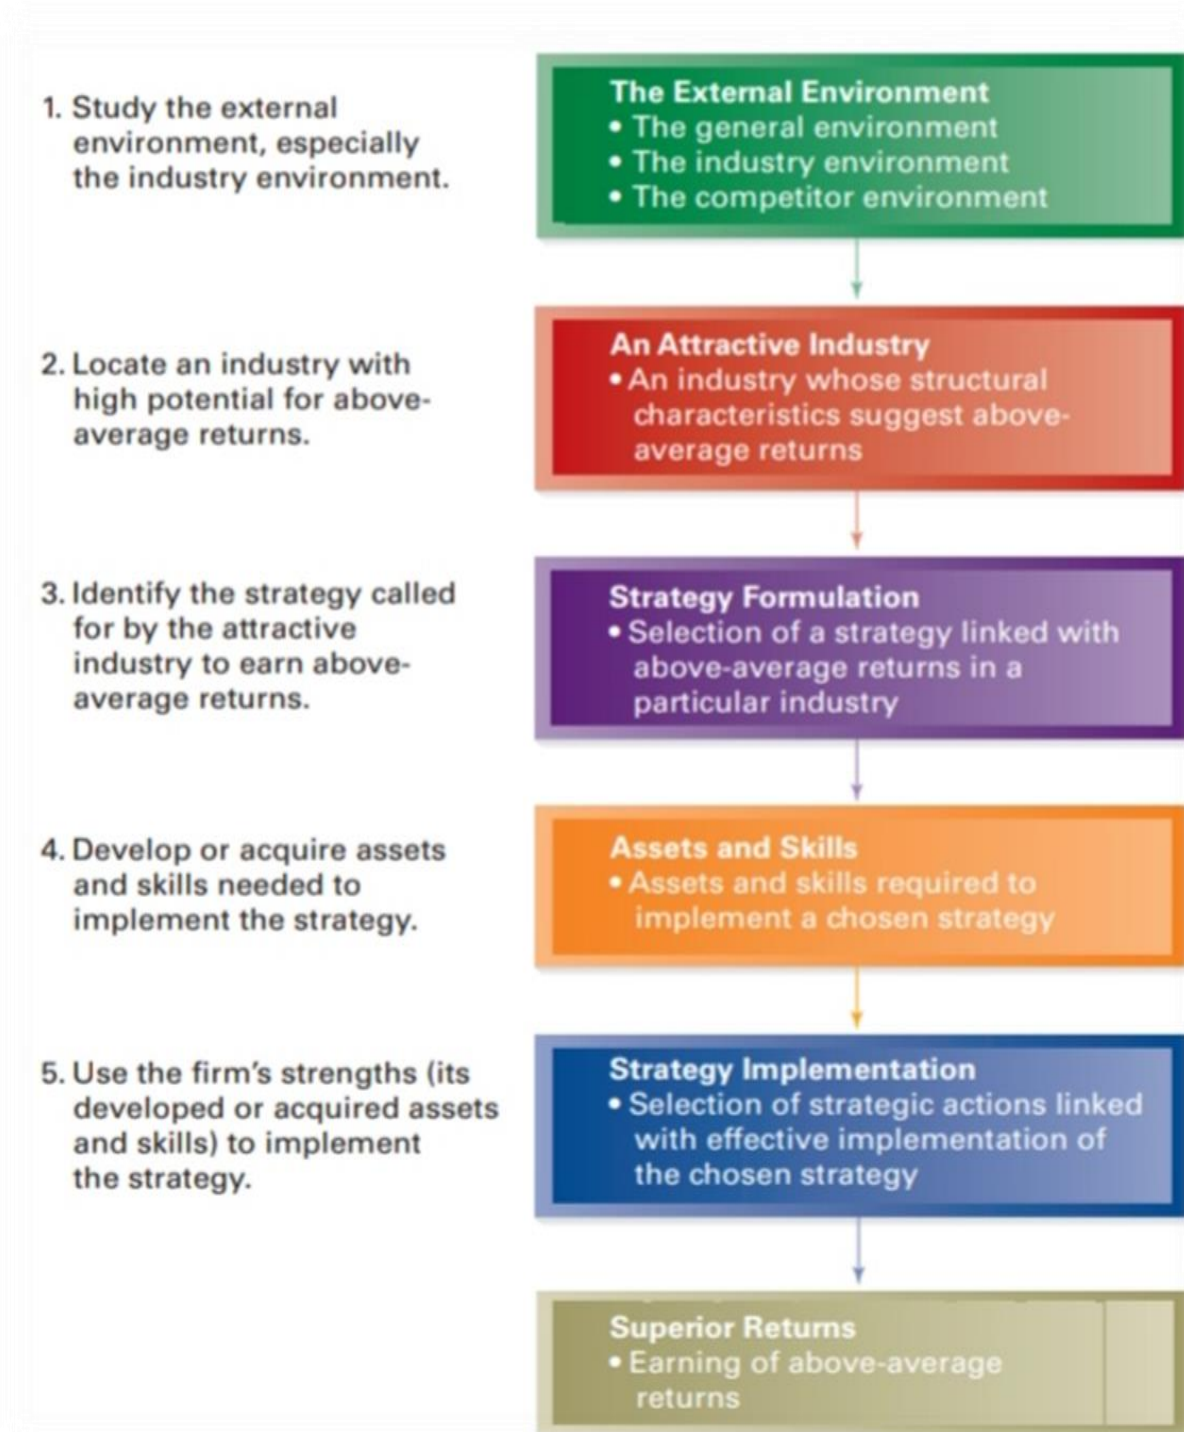 1. Study the external
environment, especially
the industry environment.
The External Environment
• The general environment
• The industry environment
• The competitor environment
2. Locate an industry with
high potential for above-
average returns.
An Attractive Industry
• An industry whose structural
characteristics suggest above-
average returns
3. Identify the strategy called
for by the attractive
industry to earn above-
average returns.
Strategy Formulation
• Selection of a strategy linked with
above-average returns in a
particular industry
4. Develop or acquire assets
and skills needed to
implement the strategy.
Assets and Skills
• Assets and skills required to
implement a chosen strategy
5. Use the firm's strengths (its
developed or acquired assets
and skills) to implement
the strategy.
Strategy Implementation
• Selection of strategic actions linked
with effective implementation of
the chosen strategy
Superior Returns
• Earning of above-average
returns